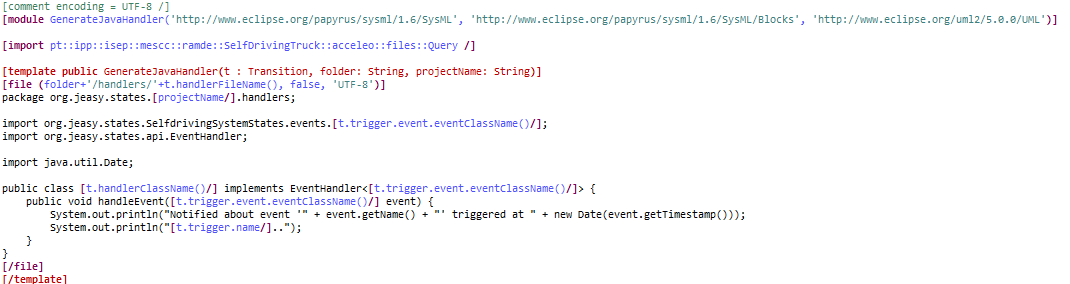 [comment encoding = UTF-8 /]
[module GenerateJavaHandler('http://www.eclipse.org/papyrus/sysml/1.6/SysML', 'http://www.eclipse.org/papyrus/sysml/1.6/SysML/Blocks', 'http://www.eclipse.org/uml2/5.0.0/UML')]
[import pt::ipp::isep::mescc::ramde::SelfDrivingTruck::acceleo::files::Query /]
[template public GenerateJavaHandler(t : Transition, folder: String, projectName: String)]
[file (folder+'/handlers/'+t.handlerFileName(), false, 'UTF-8')]
package org.jeasy.states.[projectName/].handlers;
import org.jeasy.states.SelfdrivingSystemStates.events.[t.trigger.event.eventClassName()/];
import org.jeasy.states.api.EventHandler;
import java.util.Date;
public class [t.handlerClassName()/] implements EventHandler<[t.trigger.event.eventClassName()/]> {
    public void handleEvent([t.trigger.event.eventClassName()/] event) {
        System.out.println("Notified about event '" + event.getName() + "' triggered at " + new Date(event.getTimestamp()));
        System.out.println("[t.trigger.name/]..");
    }
}
[/file]
[/template]